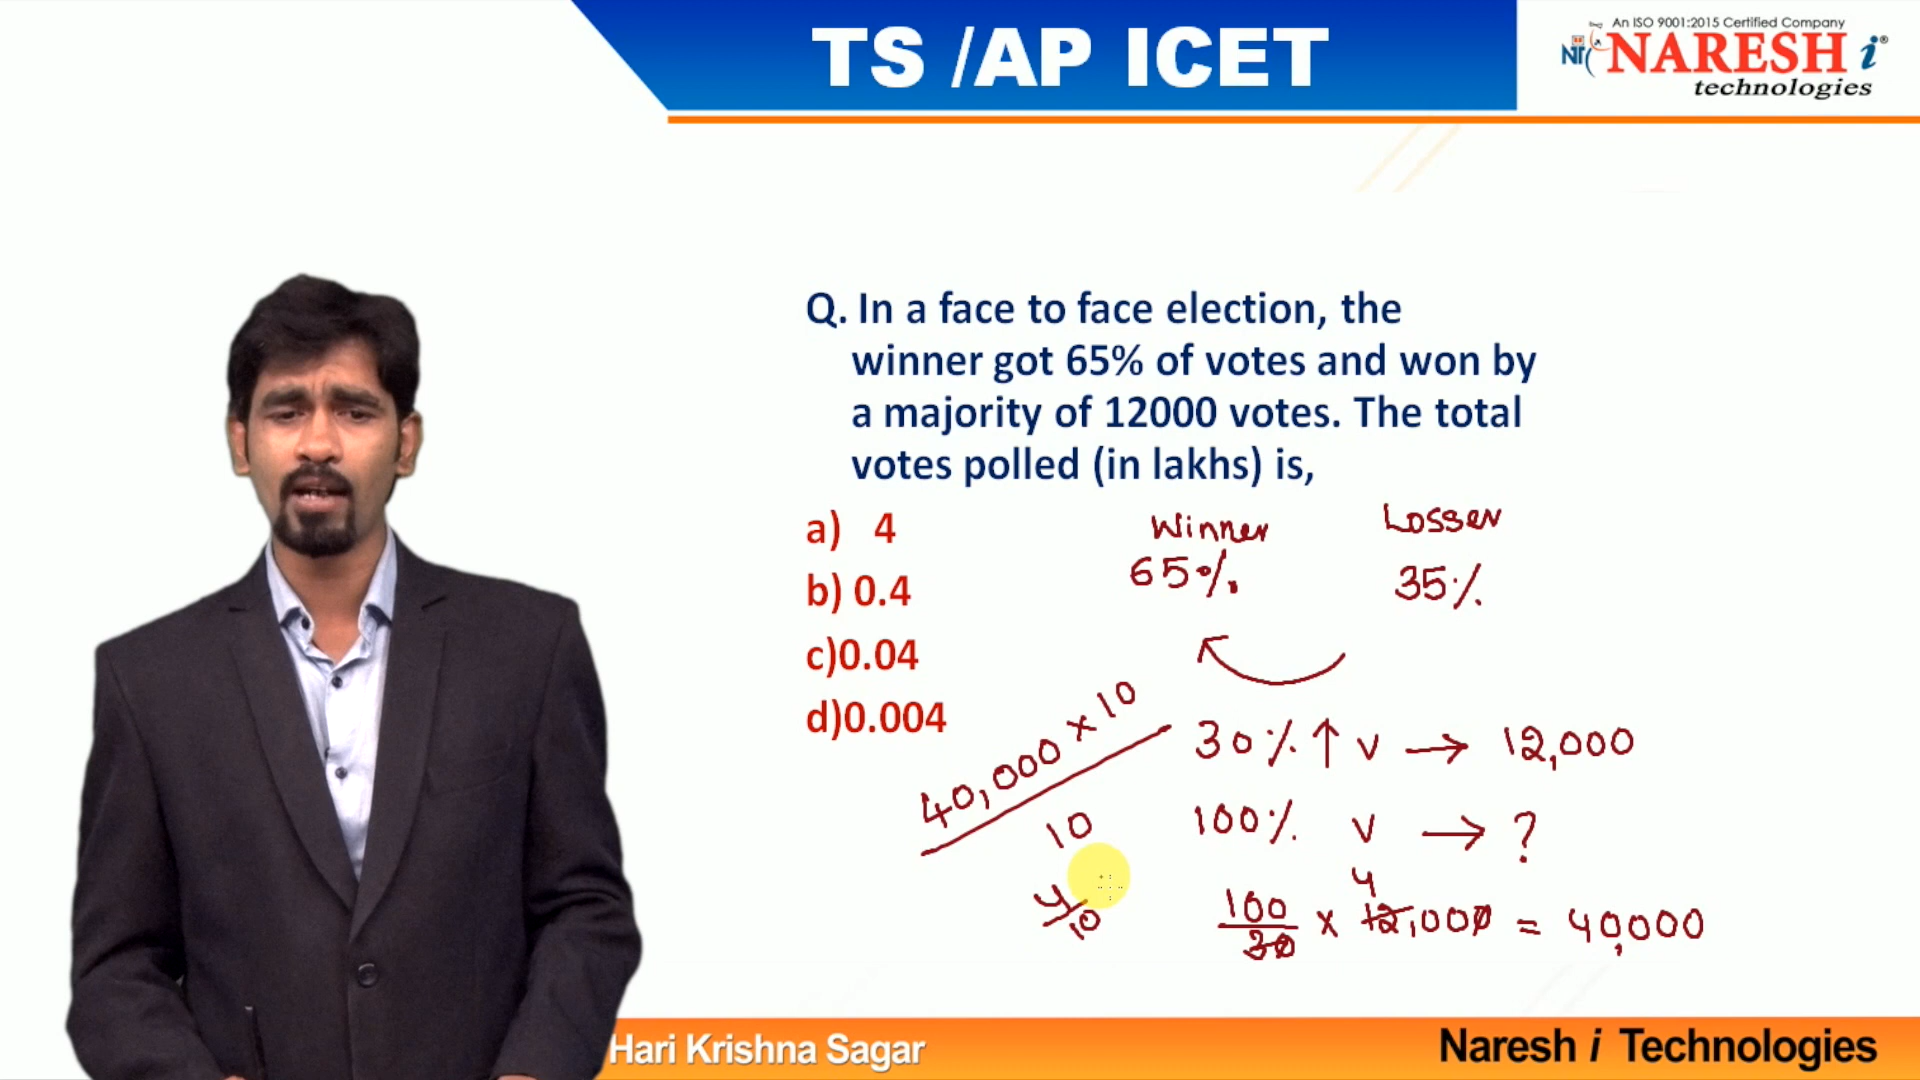 TS /AP ICET
An ISO 9001:2015 Certified Company
NARESH i
technologies
Q. In a face to face election, the
winner got 65% of votes and won by
a majority of 12000 votes. The total
votes polled (in lakhs) is,
a) 4
b) 0.4
c)0.04
d)0.004
Winner Losser
65% 35%
40,000 × 10
10
4/10
30% ↑ v → 12,000
100% v → ?
4
100/30 × 12,000 = 40,000
Hari Krishna Sagar
Naresh i Technologies